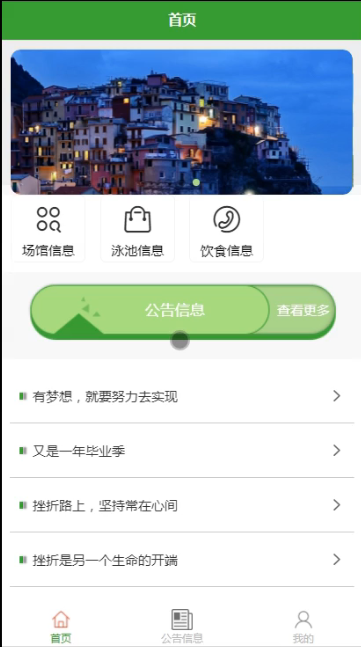 首页
场馆信息 泳池信息 饮食信息
公告信息 查看更多
有梦想，就要努力去实现
又是一年毕业季
挫折路上，坚持常在心间
挫折是另一个生命的开端
首页 公告信息 我的